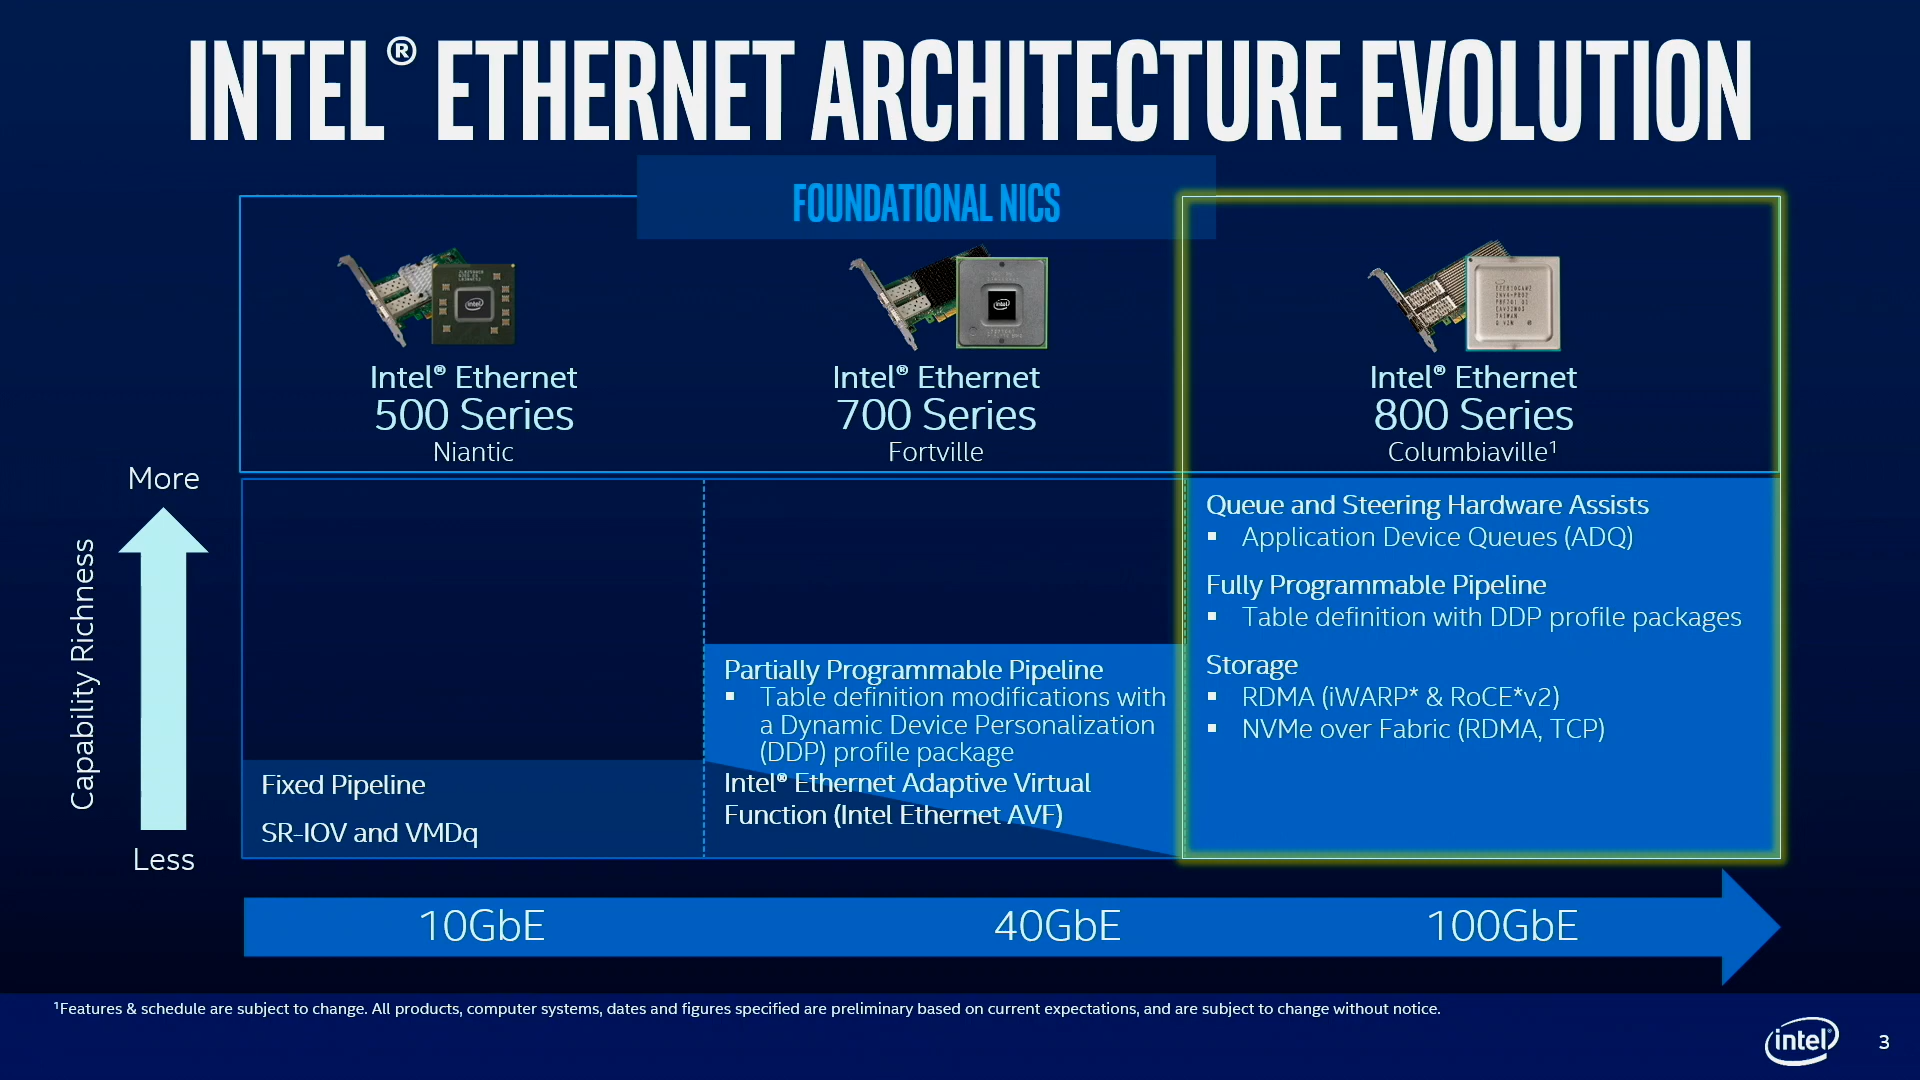 INTEL® ETHERNET ARCHITECTURE EVOLUTION
FOUNDATIONAL NICS
Intel® Ethernet
500 Series
Niantic
Intel® Ethernet
700 Series
Fortville
Intel® Ethernet
800 Series
Columbiaville¹
More
Capability Richness
Less
Fixed Pipeline
SR-IOV and VMDq
Partially Programmable Pipeline
▪ Table definition modifications with
a Dynamic Device Personalization
(DDP) profile package
Intel® Ethernet Adaptive Virtual
Function (Intel Ethernet AVF)
Queue and Steering Hardware Assists
▪ Application Device Queues (ADQ)
Fully Programmable Pipeline
▪ Table definition with DDP profile packages
Storage
▪ RDMA (iWARP* & RoCE*v2)
▪ NVMe over Fabric (RDMA, TCP)
10GbE
40GbE
100GbE
¹Features & schedule are subject to change. All products, computer systems, dates and figures specified are preliminary based on current expectations, and are subject to change without notice.
intel
3